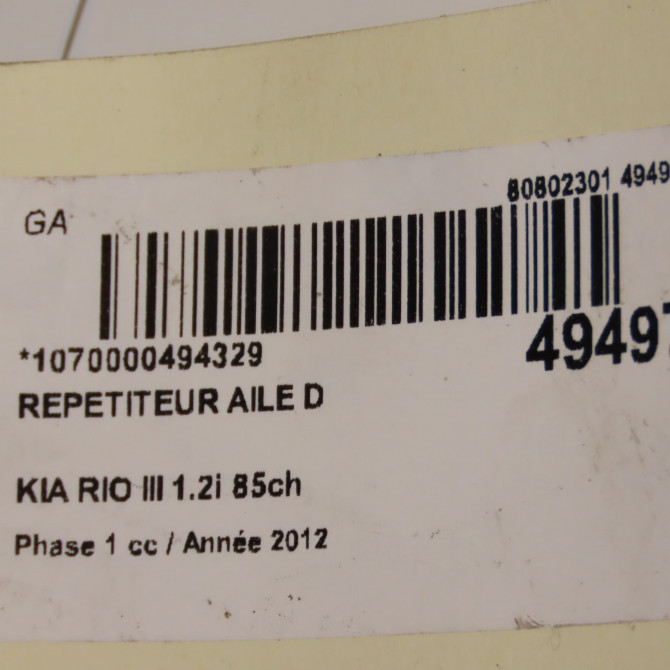 80802301 4949
GA
*1070000494329
4949
REPETITEUR AILE D
KIA RIO III 1.2i 85ch
Phase 1 cc / Année 2012